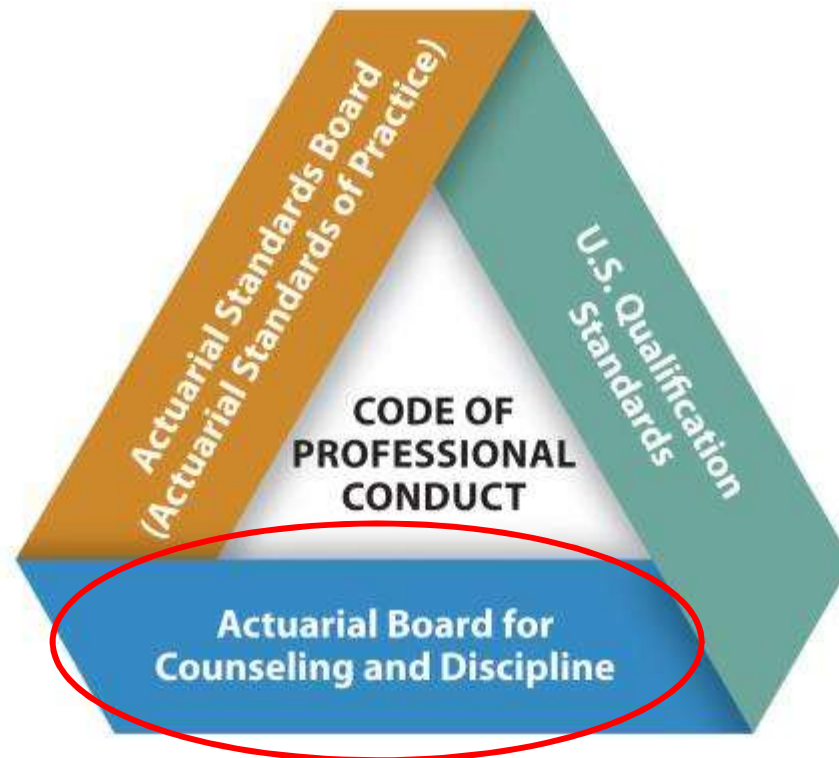 Actuarial Standards Board
(Actuarial Standards of Practice)
U.S. Qualification
Standards
CODE OF
PROFESSIONAL
CONDUCT
Actuarial Board for
Counseling and Discipline